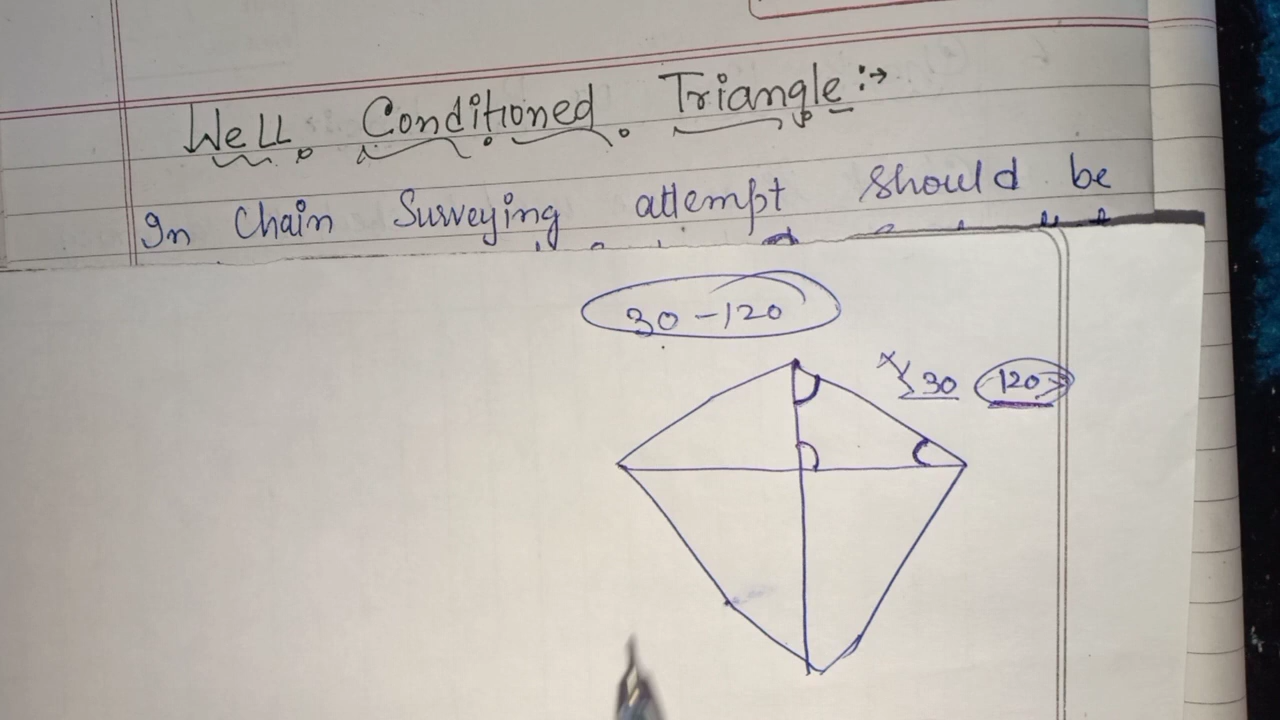 Well Conditioned Triangle :→
In Chain Surveying attempt should be
30 - 120
30 120